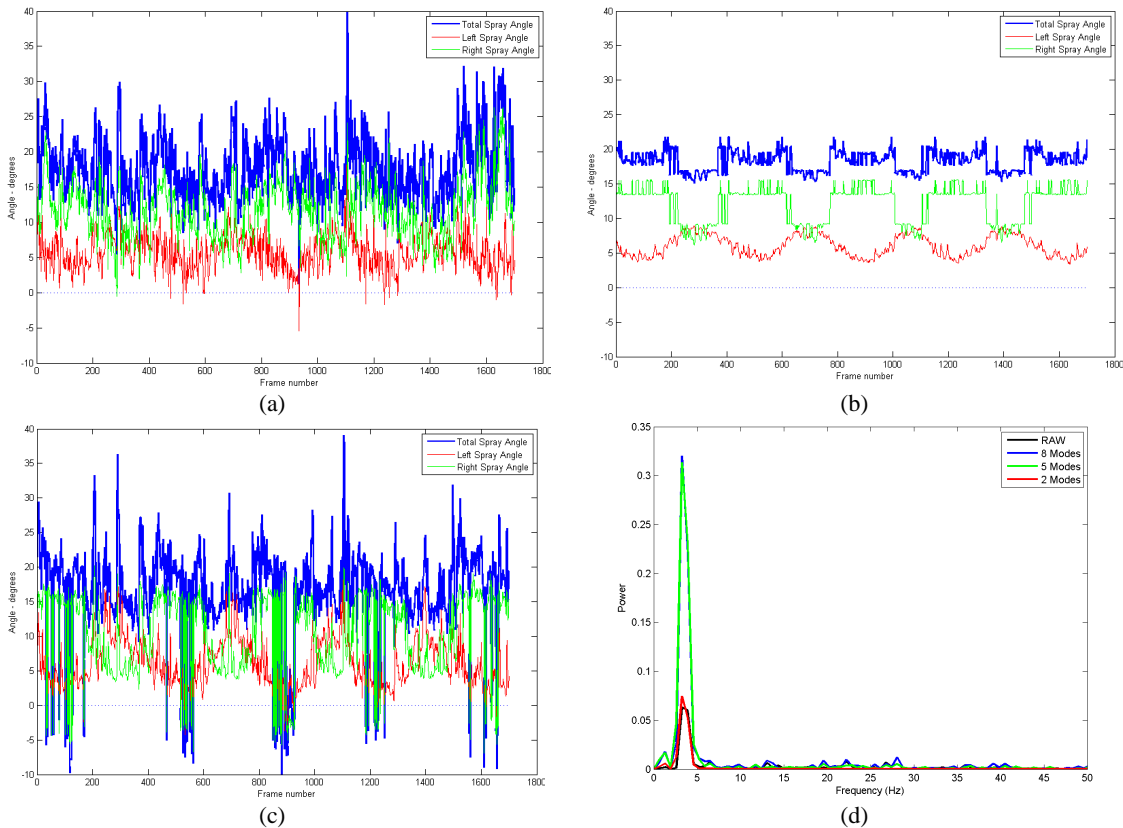 40
35
30
25
20
15
10
5
0
-5
-10
Angle - degrees
Total Spray Angle
Left Spray Angle
Right Spray Angle
0 200 400 600 800 1000 1200 1400 1600 1800
Frame number
(a)
40
35
30
25
20
15
10
5
0
-5
-10
Angle - degrees
Total Spray Angle
Left Spray Angle
Right Spray Angle
0 200 400 600 800 1000 1200 1400 1600 1800
Frame number
(b)
40
35
30
25
20
15
10
5
0
-5
-10
Angle - degrees
Total Spray Angle
Left Spray Angle
Right Spray Angle
0 200 400 600 800 1000 1200 1400 1600 1800
Frame number
(c)
0.35
0.3
0.25
0.2
0.15
0.1
0.05
0
Power
RAW
8 Modes
5 Modes
2 Modes
0 5 10 15 20 25 30 35 40 45 50
Frequency (Hz)
(d)